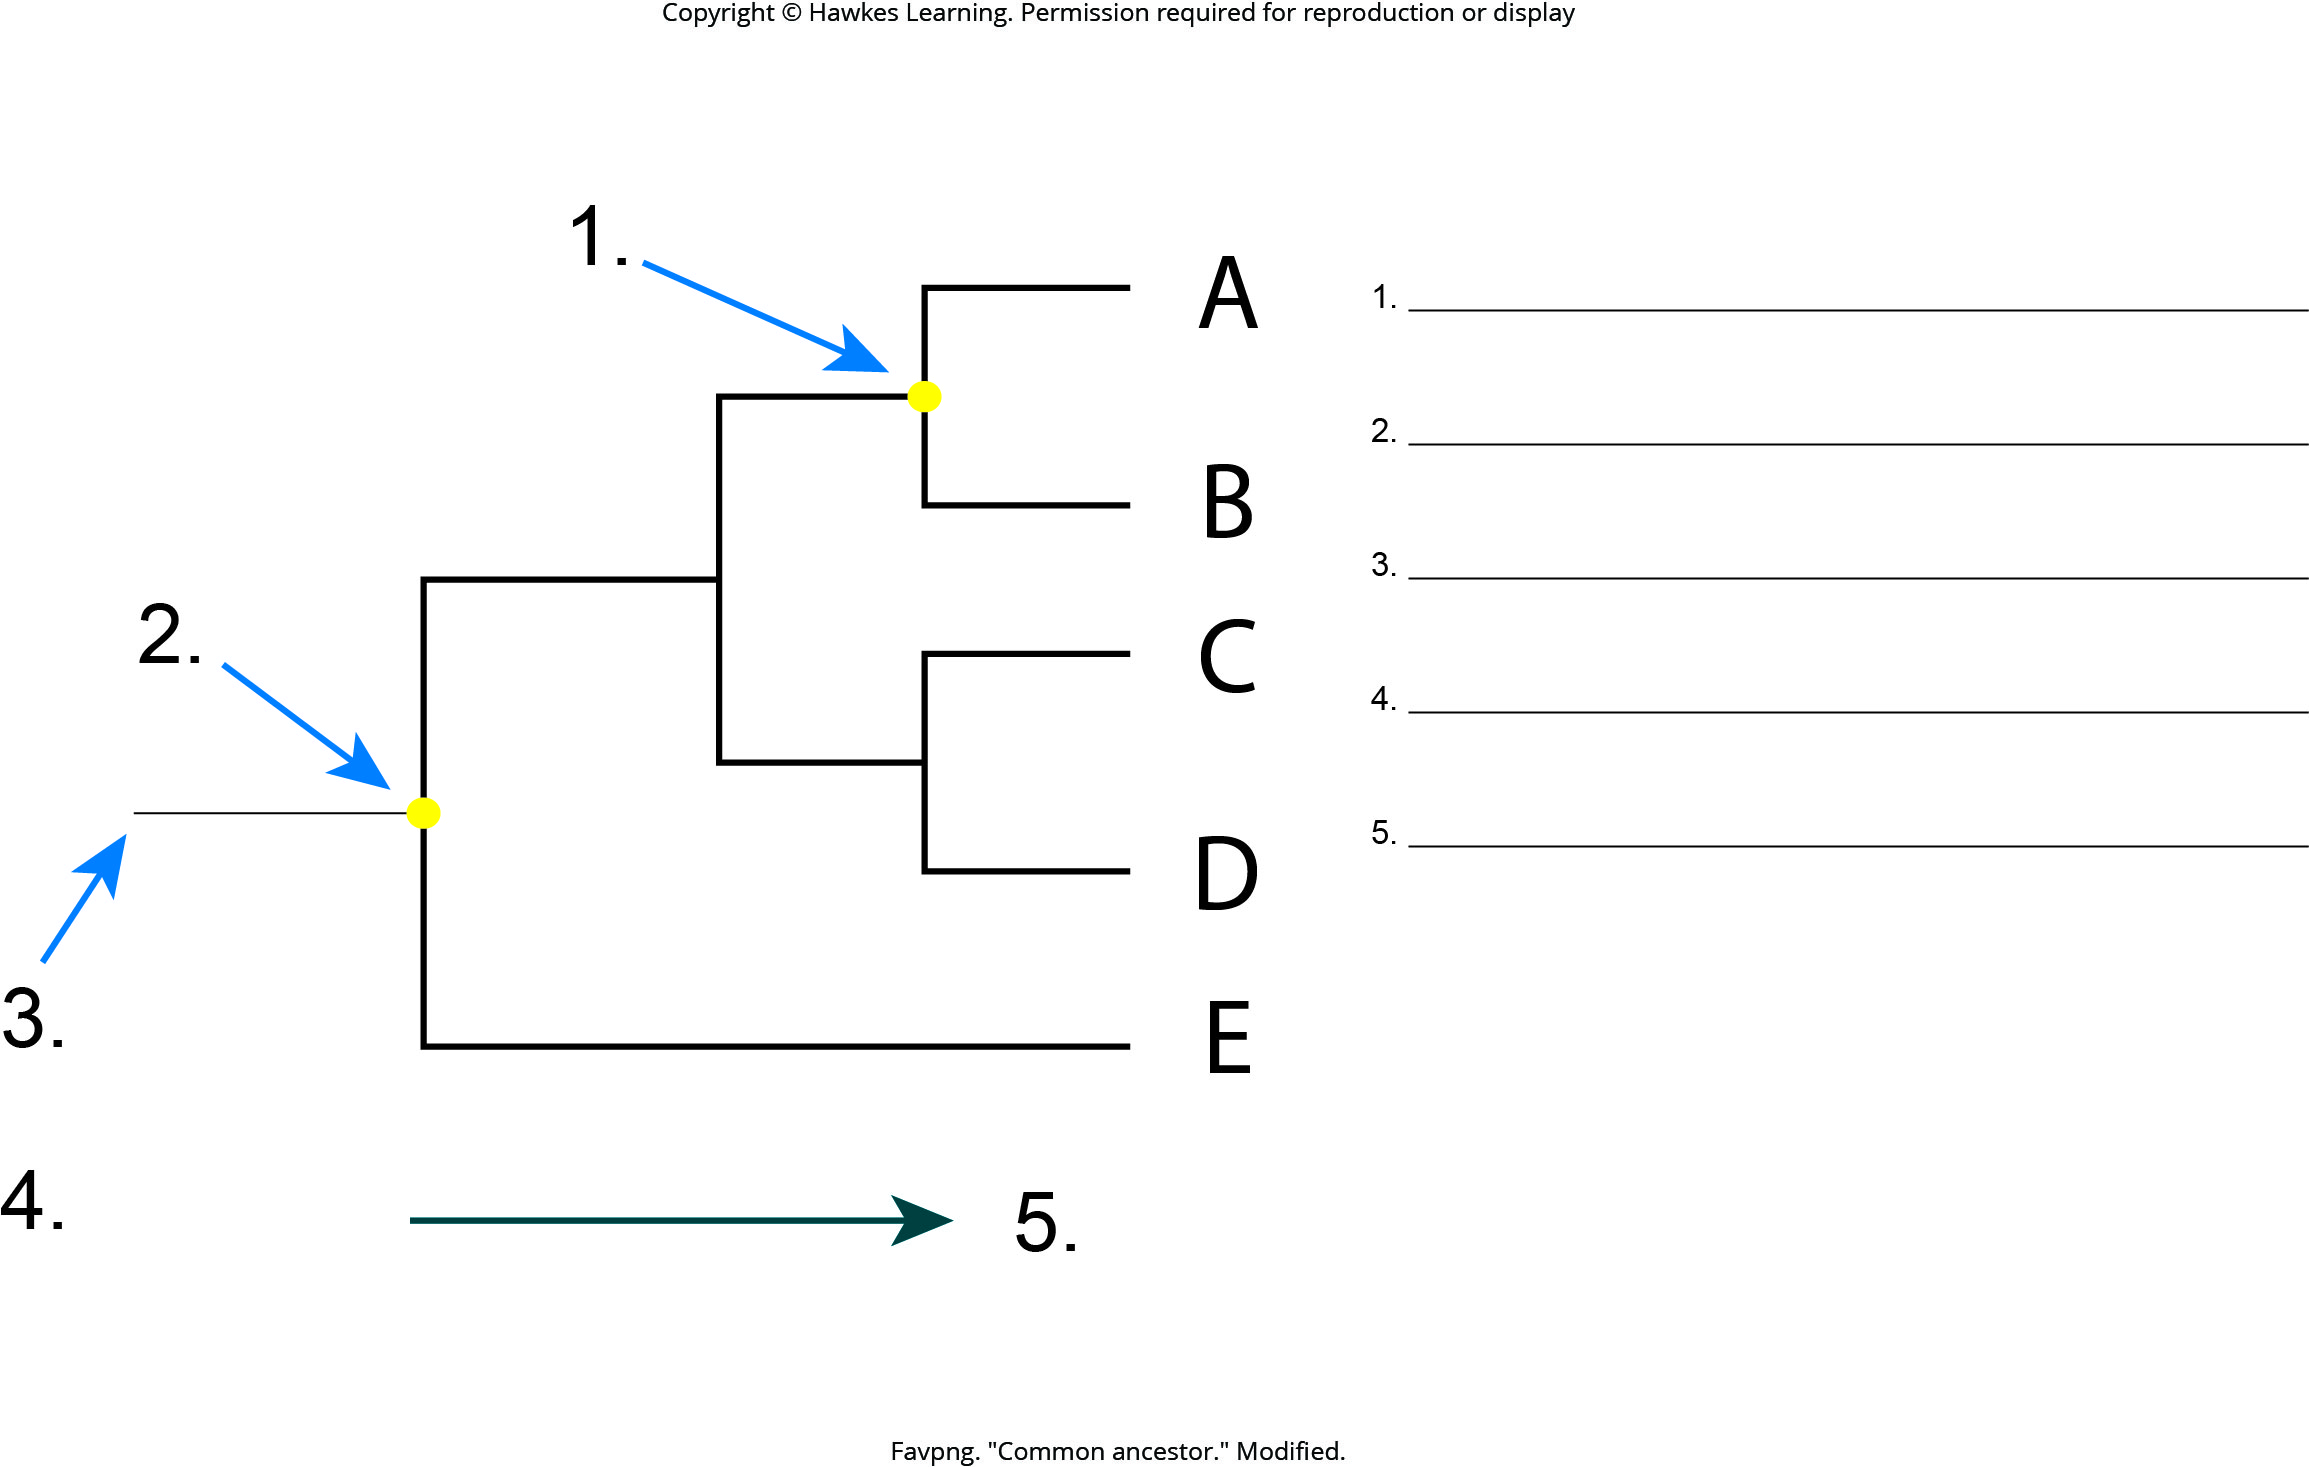 Copyright © Hawkes Learning. Permission required for reproduction or display
1.
A
1.
2.
B
3.
2.
C
4.
5.
D
3.
E
4.
5.
Favpng. "Common ancestor." Modified.